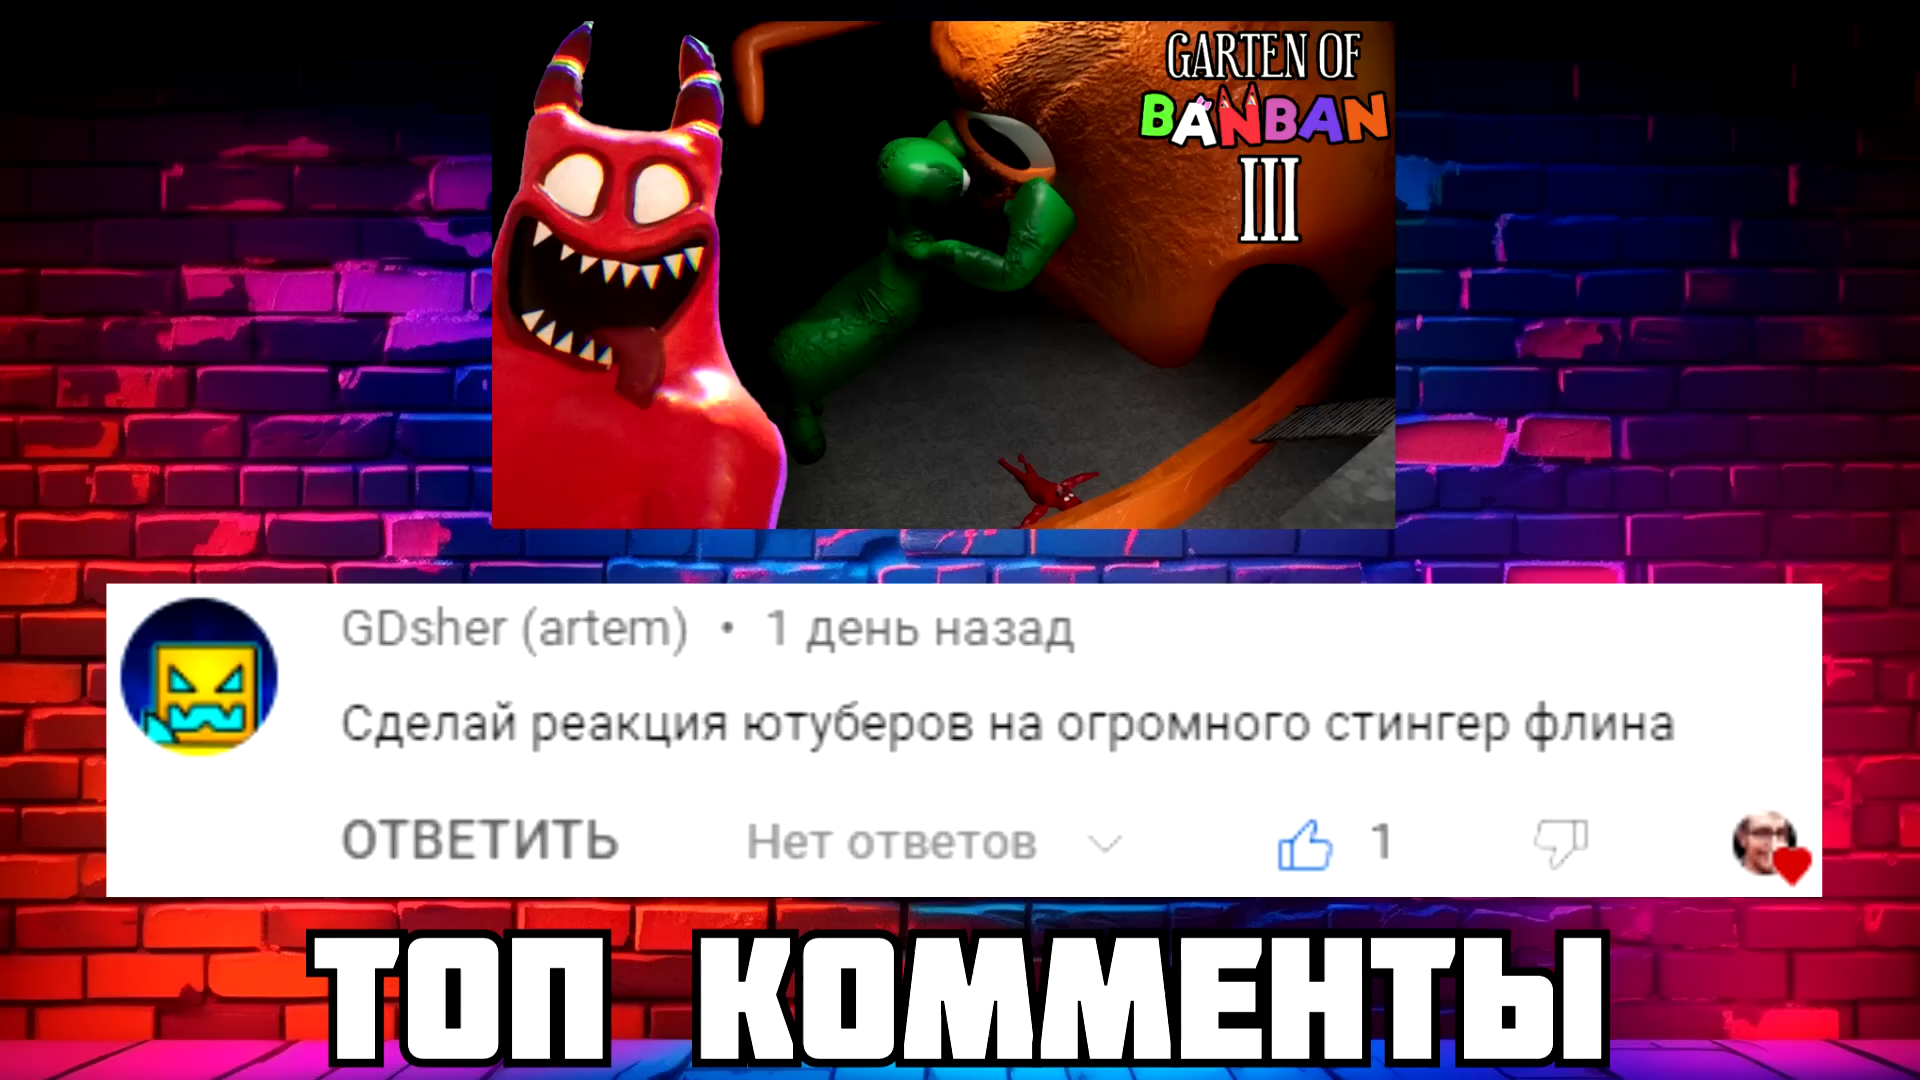 GARTEN OF
BANBAN
III
GDsher (artem) • 1 день назад
Сделай реакция ютуберов на огромного стингер флина
ОТВЕТИТЬ Нет ответов 1
ТОП КОММЕНТЫ